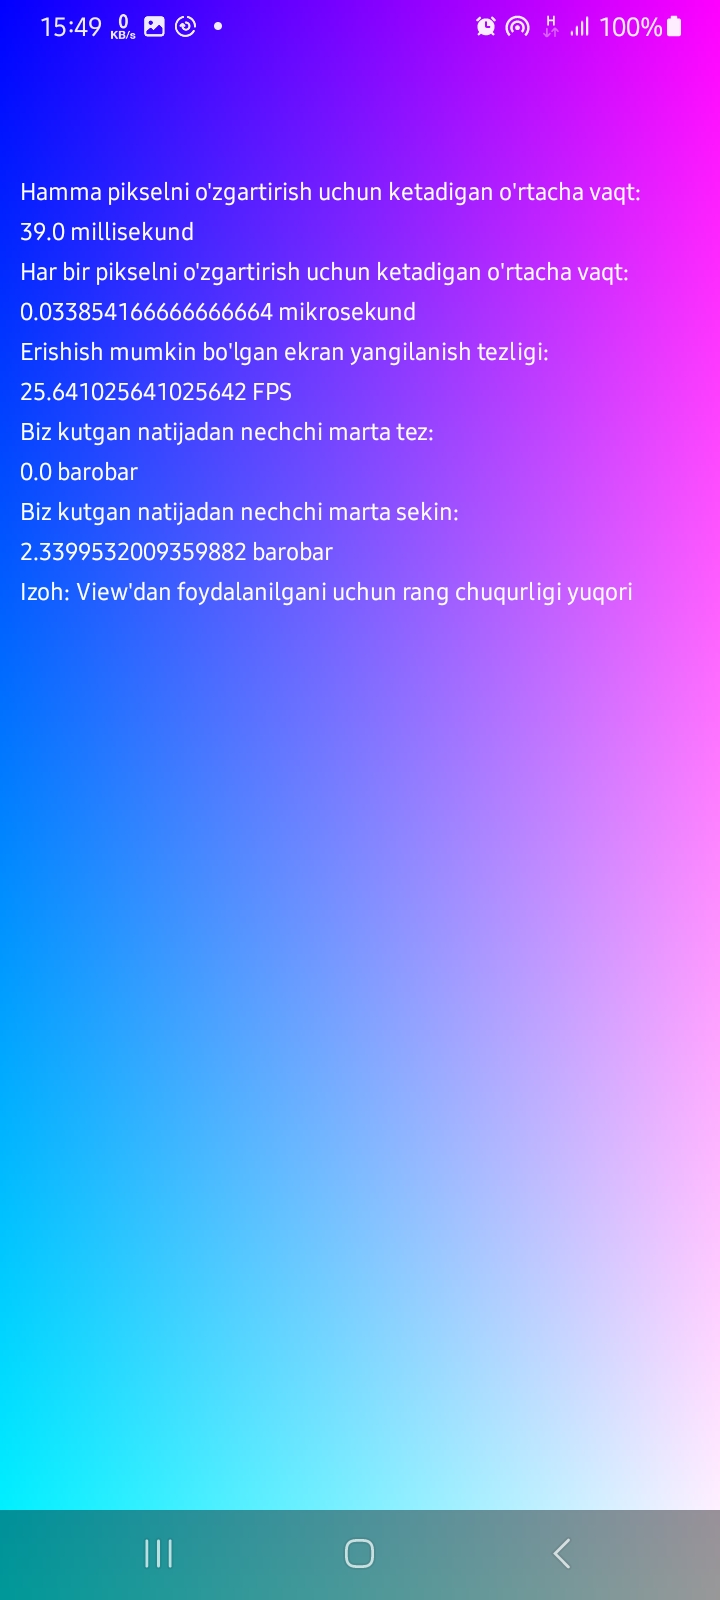 15:49 0 KB/s H 100%
Hamma pikselni o'zgartirish uchun ketadigan o'rtacha vaqt:
39.0 millisekund
Har bir pikselni o'zgartirish uchun ketadigan o'rtacha vaqt:
0.033854166666666664 mikrosekund
Erishish mumkin bo'lgan ekran yangilanish tezligi:
25.641025641025642 FPS
Biz kutgan natijadan nechchi marta tez:
0.0 barobar
Biz kutgan natijadan nechchi marta sekin:
2.3399532009359882 barobar
Izoh: View'dan foydalanilgani uchun rang chuqurligi yuqori